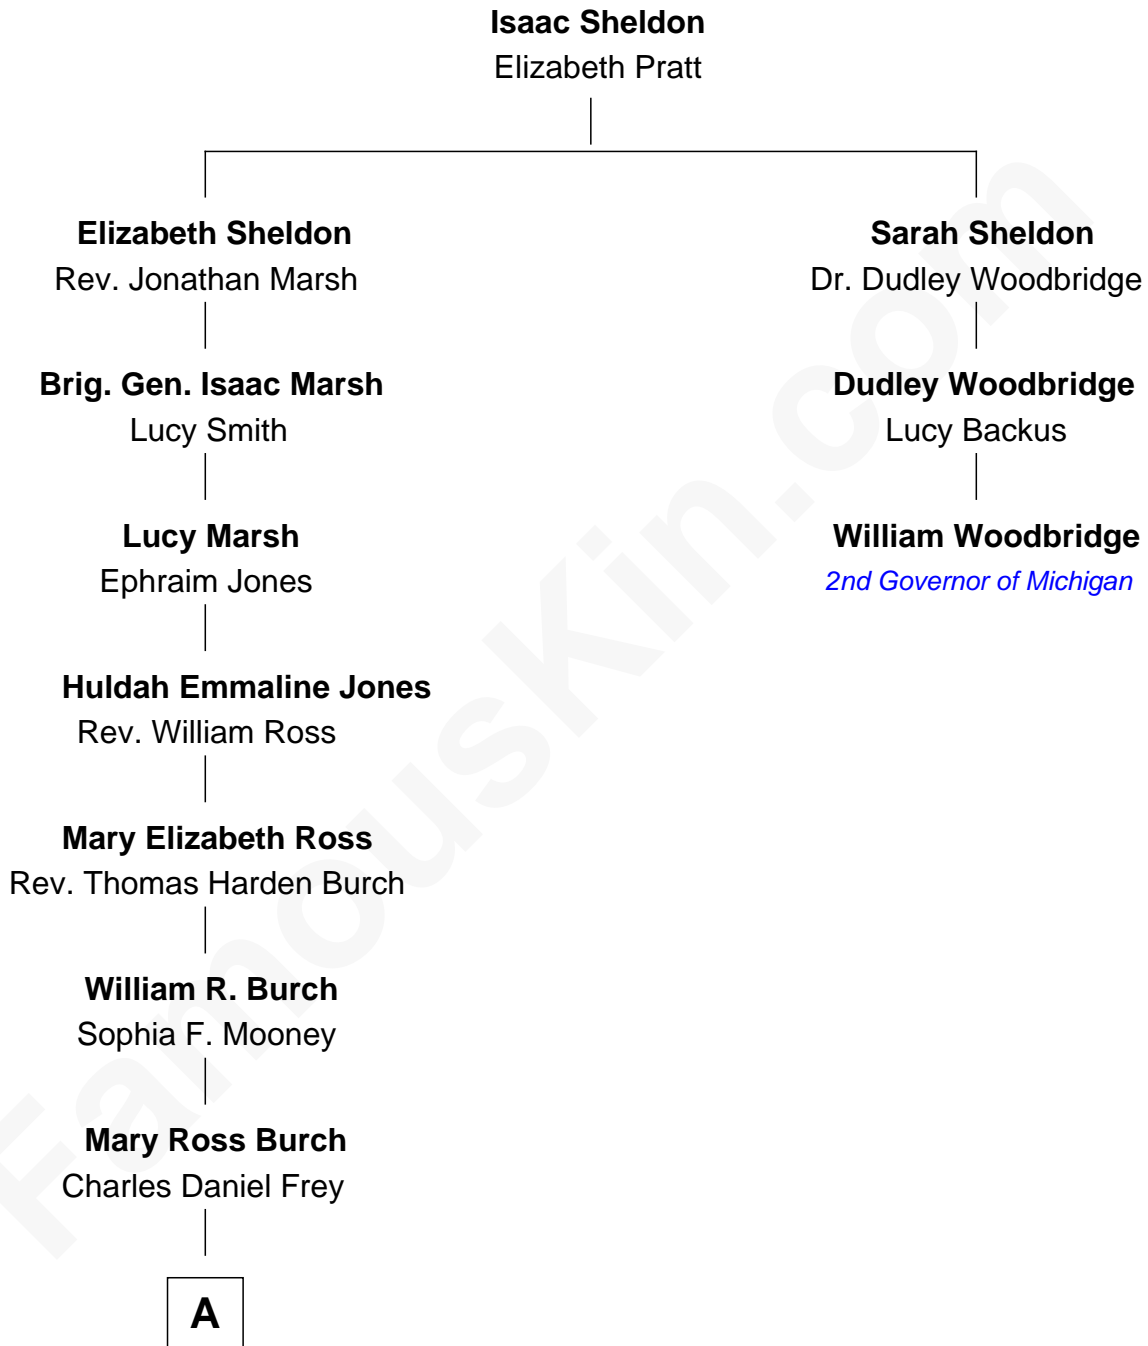 Isaac Sheldon
Elizabeth Pratt
Elizabeth Sheldon
Rev. Jonathan Marsh
Sarah Sheldon
Dr. Dudley Woodbridge
Brig. Gen. Isaac Marsh
Lucy Smith
Dudley Woodbridge
Lucy Backus
Lucy Marsh
Ephraim Jones
William Woodbridge
2nd Governor of Michigan
Huldah Emmaline Jones
Rev. William Ross
Mary Elizabeth Ross
Rev. Thomas Harden Burch
William R. Burch
Sophia F. Mooney
Mary Ross Burch
Charles Daniel Frey
A
FamousKin.com